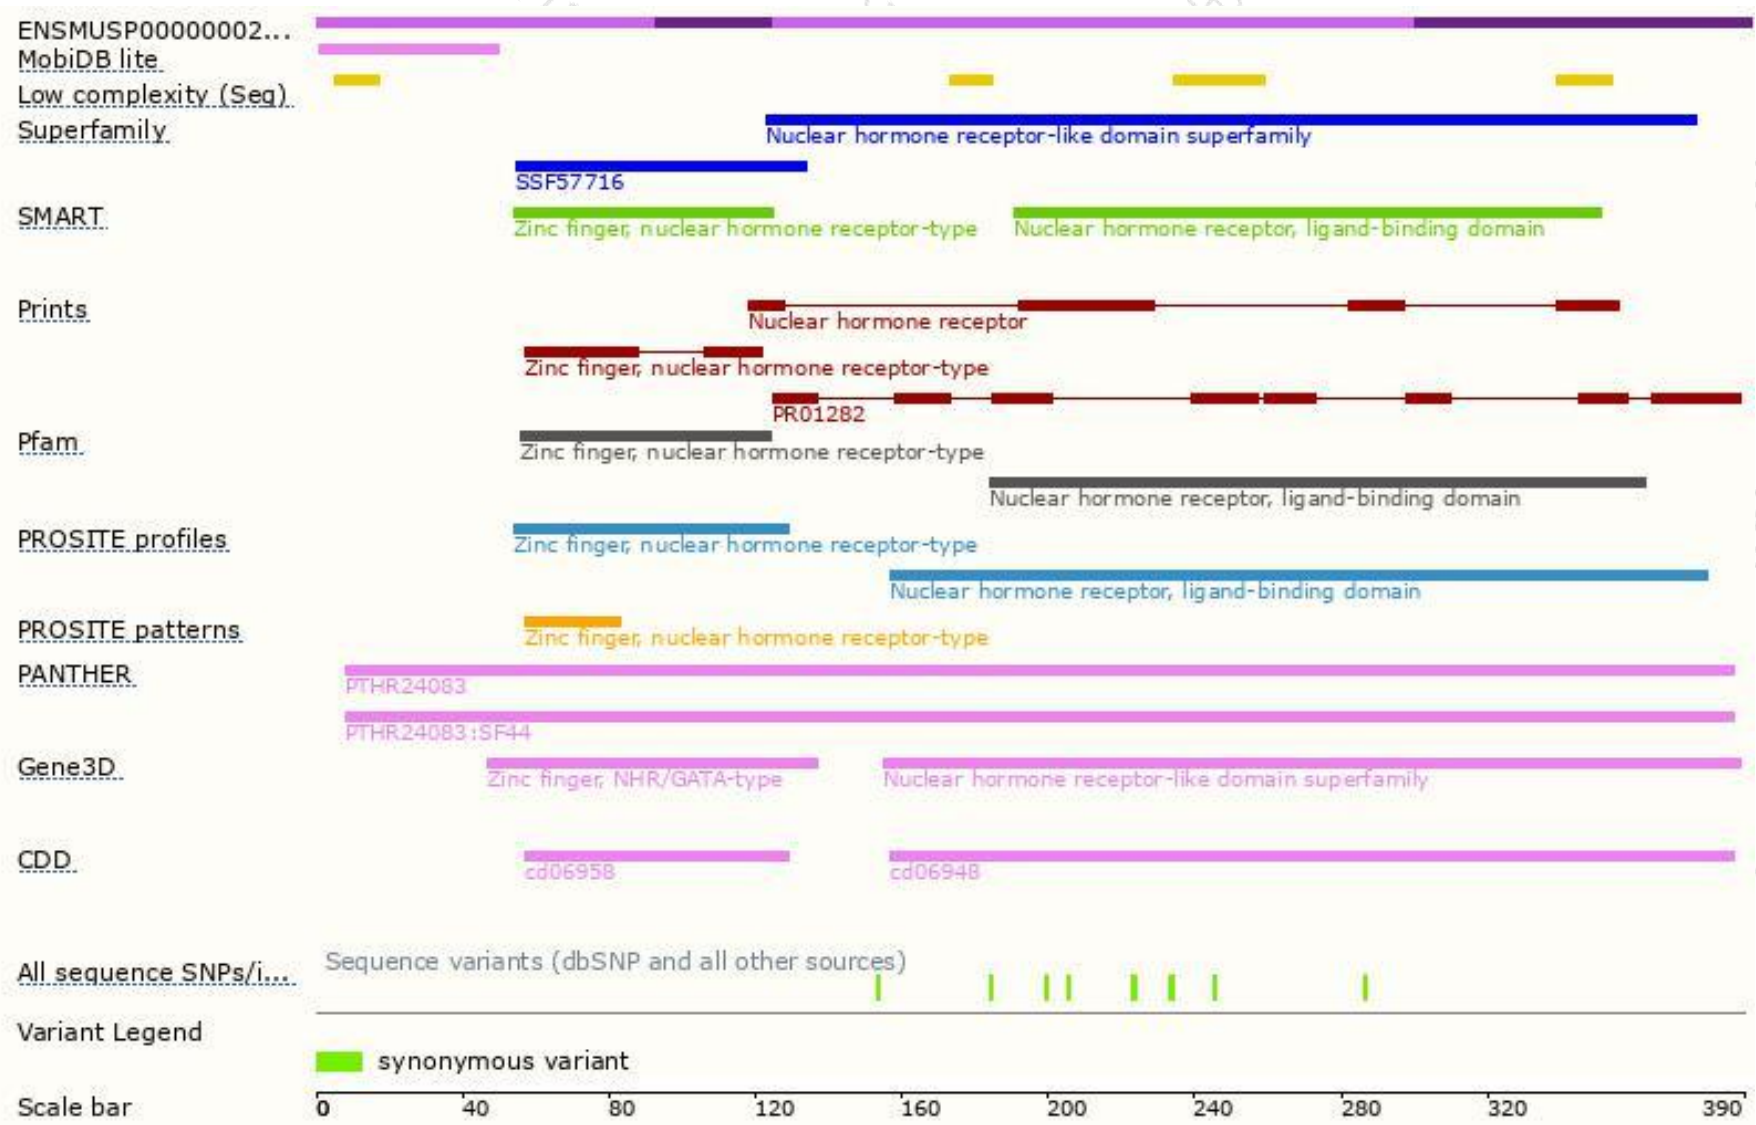 ENSMUSP00000002...
MobiDB lite
Low complexity (Seg)
Superfamily
Nuclear hormone receptor-like domain superfamily
SSF57716
SMART
Zinc finger, nuclear hormone receptor-type
Nuclear hormone receptor, ligand-binding domain
Prints
Nuclear hormone receptor
Zinc finger, nuclear hormone receptor-type
PR01282
Pfam
Zinc finger, nuclear hormone receptor-type
Nuclear hormone receptor, ligand-binding domain
PROSITE profiles
Zinc finger, nuclear hormone receptor-type
Nuclear hormone receptor, ligand-binding domain
PROSITE patterns
Zinc finger, nuclear hormone receptor-type
PANTHER
PTHR24083
PTHR24083:SF44
Gene3D
Zinc finger, NHR/GATA-type
Nuclear hormone receptor-like domain superfamily
CDD
cd06958
cd06948
All sequence SNPs/i...
Sequence variants (dbSNP and all other sources)
Variant Legend
synonymous variant
Scale bar
0 40 80 120 160 200 240 280 320 390